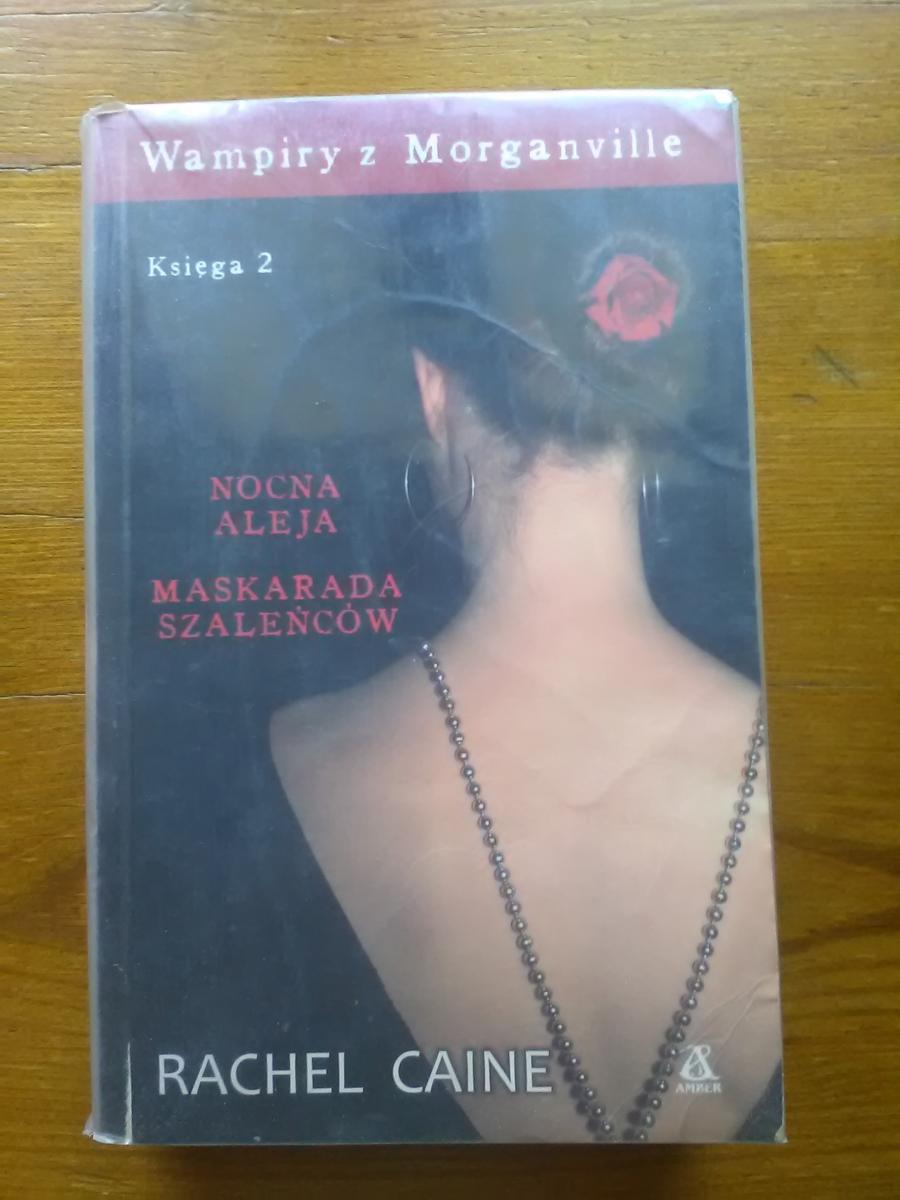 Wampiry z Morganville
Księga 2
NOCNA
ALEJA
MASKARADA
SZALEŃCÓW
RACHEL CAINE
AMBER